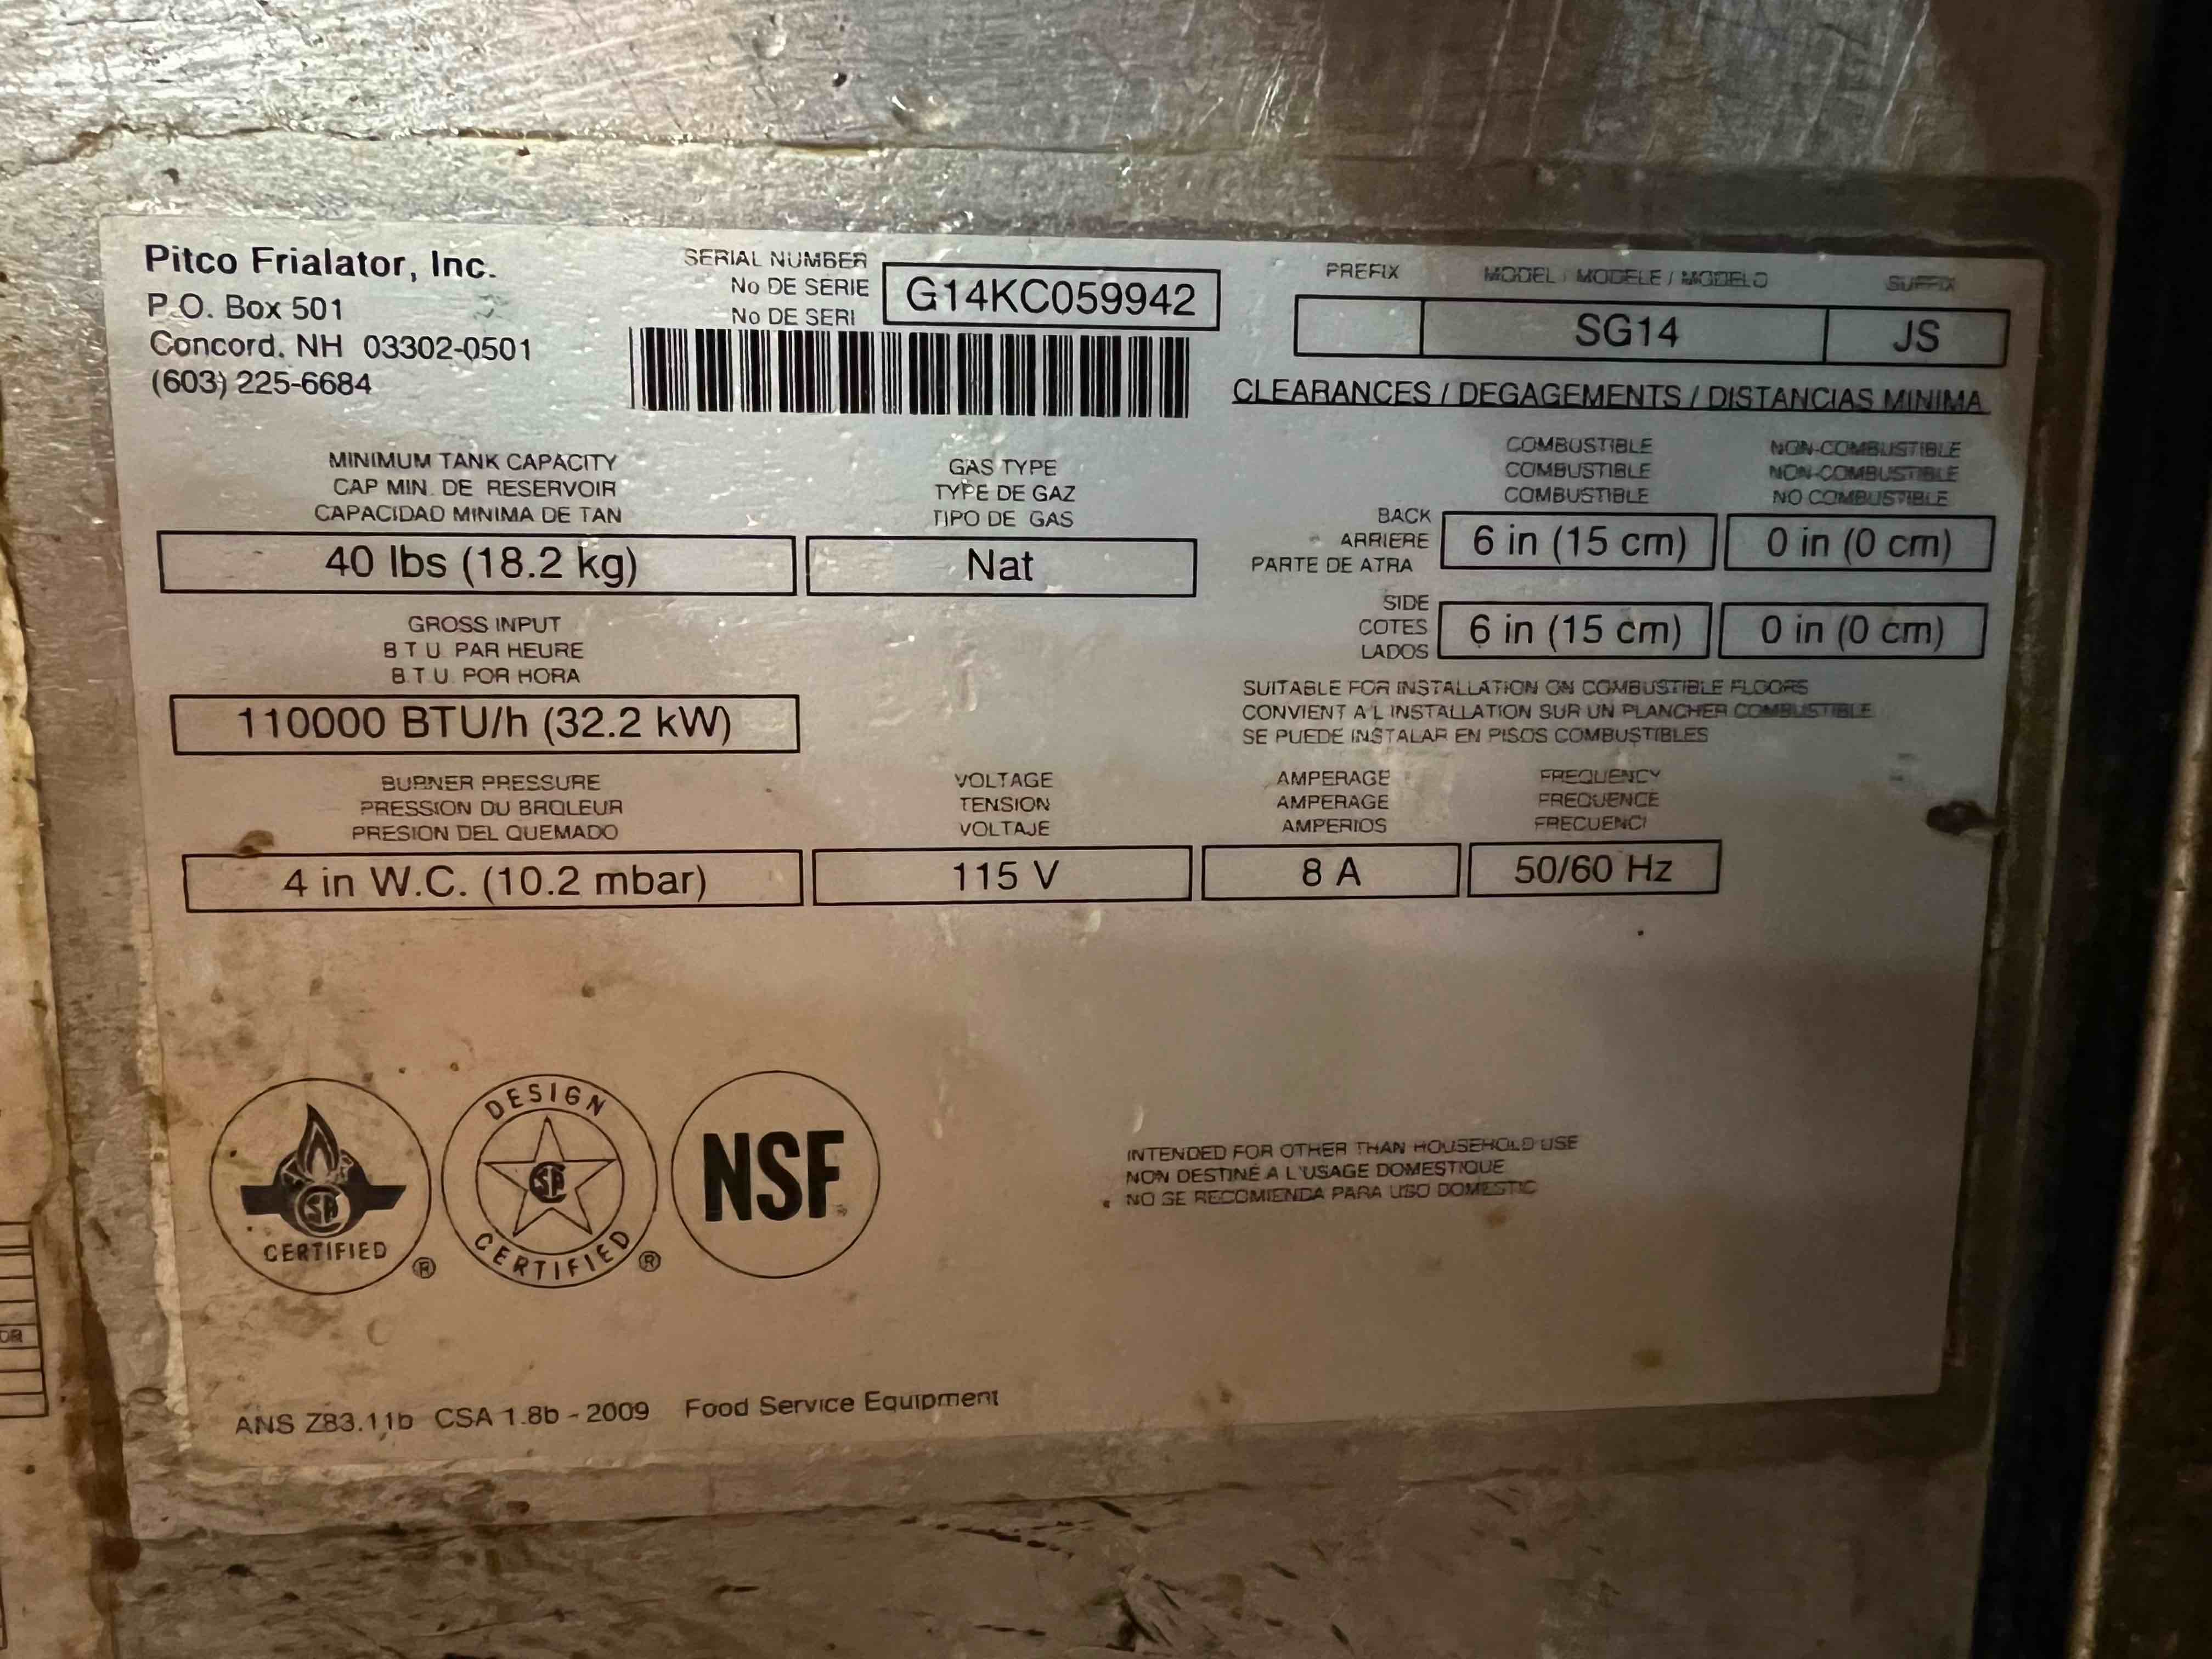 Pitco Frialator, Inc.
P.O. Box 501
Concord, NH 03302-0501
(603) 225-6684
SERIAL NUMBER
No DE SERIE
No DE SERI
G14KC059942
PREFIX
MODEL / MODELE / MODELO
SUFFIX
SG14
JS
CLEARANCES / DEGAGEMENTS / DISTANCIAS MINIMA
MINIMUM TANK CAPACITY
CAP MIN. DE RESERVOIR
CAPACIDAD MINIMA DE TAN
40 lbs (18.2 kg)
GAS TYPE
TYPE DE GAZ
TIPO DE GAS
Nat
COMBUSTIBLE
COMBUSTIBLE
COMBUSTIBLE
NON-COMBUSTIBLE
NON-COMBUSTIBLE
NO COMBUSTIBLE
BACK
ARRIERE
PARTE DE ATRA
6 in (15 cm)
0 in (0 cm)
SIDE
COTES
LADOS
6 in (15 cm)
0 in (0 cm)
GROSS INPUT
B T U PAR HEURE
B.T.U. POR HORA
110000 BTU/h (32.2 kW)
SUITABLE FOR INSTALLATION ON COMBUSTIBLE FLOORS
CONVIENT A L INSTALLATION SUR UN PLANCHER COMBUSTIBLE
SE PUEDE INSTALAR EN PISOS COMBUSTIBLES
BURNER PRESSURE
PRESSION DU BRULEUR
PRESION DEL QUEMADO
4 in W.C. (10.2 mbar)
VOLTAGE
TENSION
VOLTAJE
115 V
AMPERAGE
AMPERAGE
AMPERIOS
8 A
FREQUENCY
FREQUENCE
FRECUENCI
50/60 Hz
CSA
CERTIFIED
®
DESIGN
CSA
CERTIFIED
®
NSF
®
INTENDED FOR OTHER THAN HOUSEHOLD USE
NON DESTINÉ A L'USAGE DOMESTIQUE
NO SE RECOMIENDA PARA USO DOMESTIC
ANS Z83.11b CSA 1.8b - 2009 Food Service Equipment
OR